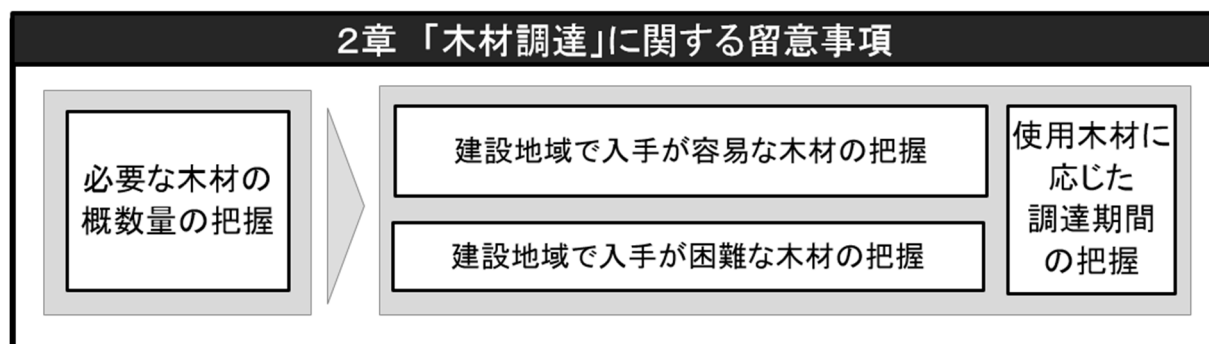 2章 「木材調達」に関する留意事項
必要な木材の
概数量の把握
建設地域で入手が容易な木材の把握
建設地域で入手が困難な木材の把握
使用木材に
応じた
調達期間
の把握